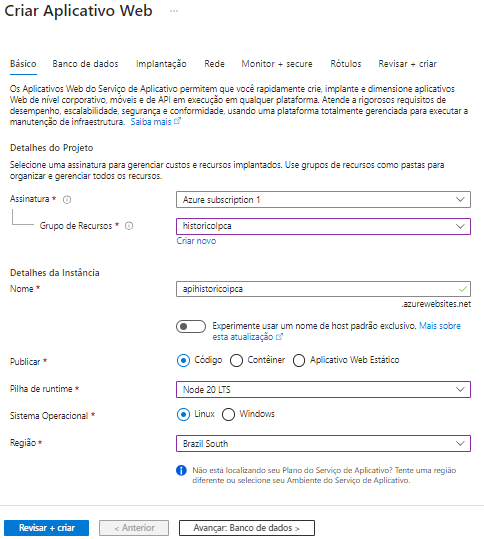 Criar Aplicativo Web ...
Básico Banco de dados Implantação Rede Monitor + secure Rótulos Revisar + criar
Os Aplicativos Web do Serviço de Aplicativo permitem que você rapidamente crie, implante e dimensione aplicativos
Web de nível corporativo, móveis e de API em execução em qualquer plataforma. Atende a rigorosos requisitos de
desempenho, escalabilidade, segurança e conformidade, usando uma plataforma totalmente gerenciada para executar a
manutenção de infraestrutura. Saiba mais
Detalhes do Projeto
Selecione uma assinatura para gerenciar custos e recursos implantados. Use grupos de recursos como pastas para
organizar e gerenciar todos os recursos.
Assinatura * Azure subscription 1
Grupo de Recursos * historicoIpca
Criar novo
Detalhes da Instância
Nome * apihistoricoipca
.azurewebsites.net
Experimente usar um nome de host padrão exclusivo. Mais sobre
esta atualização
Publicar * Código Contêiner Aplicativo Web Estático
Pilha de runtime * Node 20 LTS
Sistema Operacional * Linux Windows
Região * Brazil South
Não está localizando seu Plano do Serviço de Aplicativo? Tente uma região
diferente ou selecione seu Ambiente do Serviço de Aplicativo.
Revisar + criar < Anterior Avançar: Banco de dados >